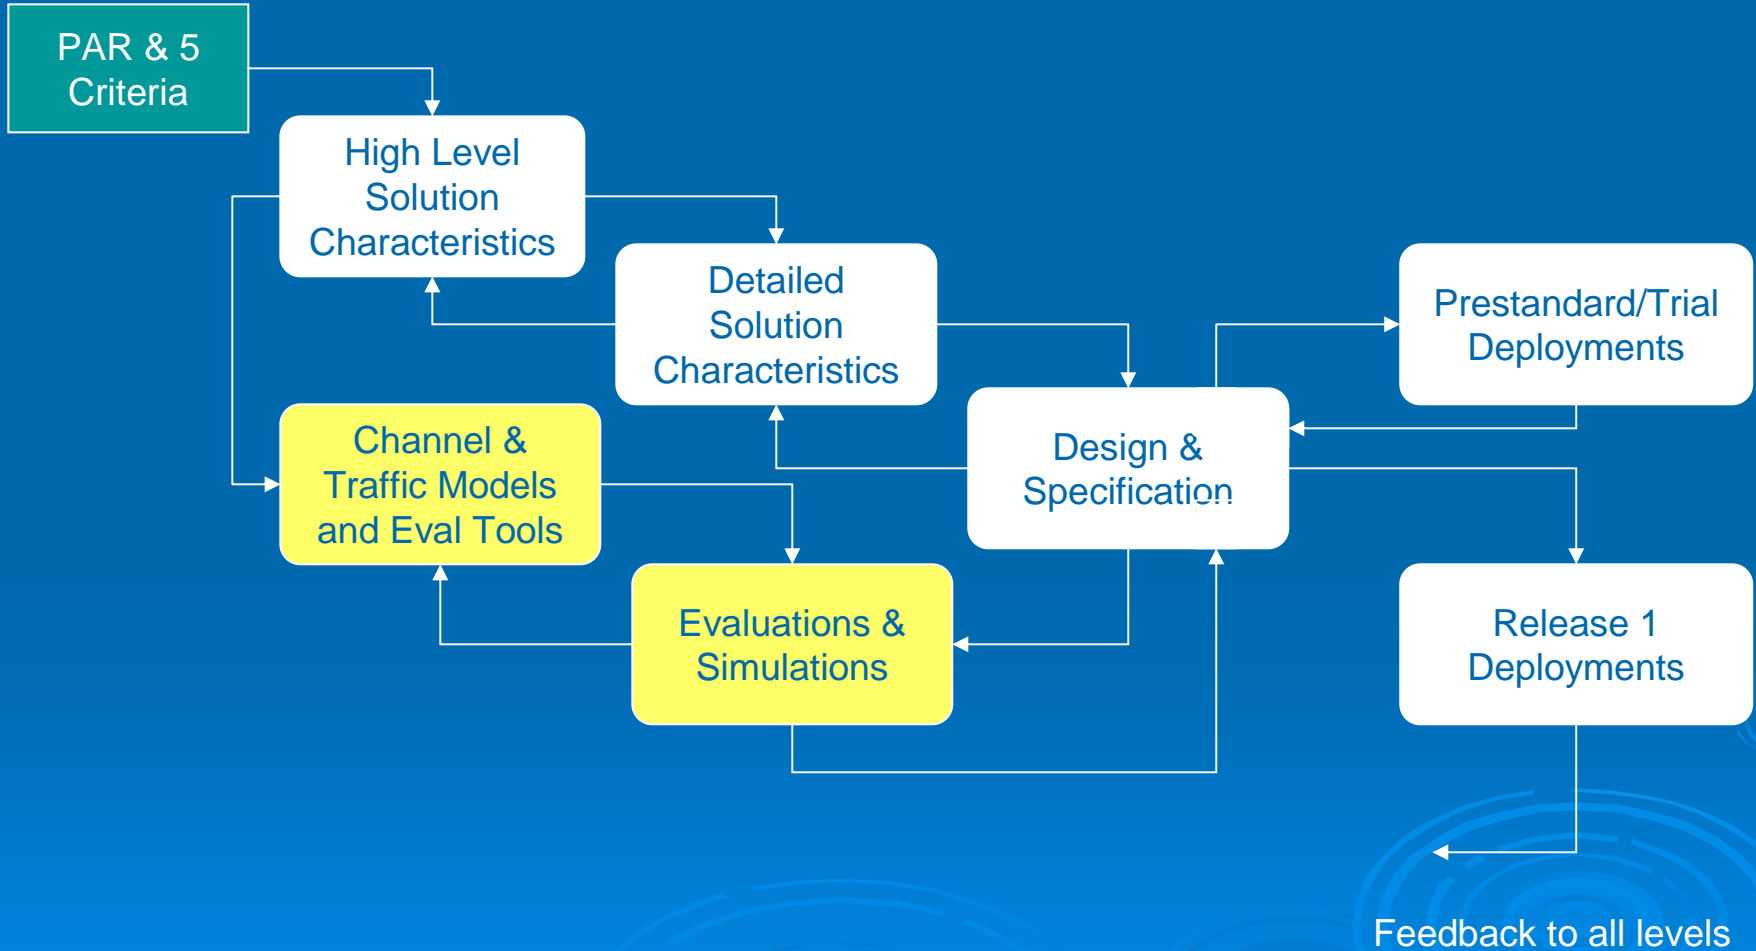 PAR & 5
Criteria
High Level
Solution
Characteristics
Detailed
Solution
Characteristics
Prestandard/Trial
Deployments
Channel &
Traffic Models
and Eval Tools
Design &
Specification
Evaluations &
Simulations
Release 1
Deployments
Feedback to all levels